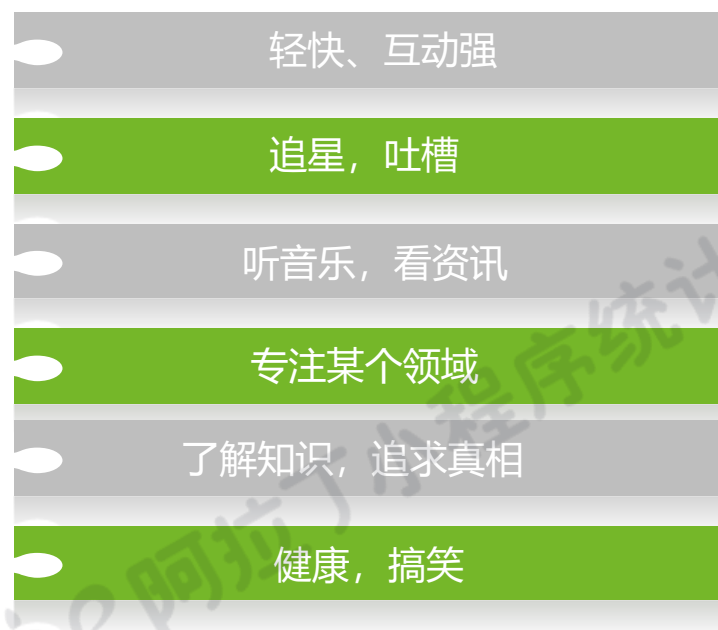 轻快、互动强
追星，吐槽
听音乐，看资讯
专注某个领域
了解知识，追求真相
健康，搞笑
阿拉丁小程序统计